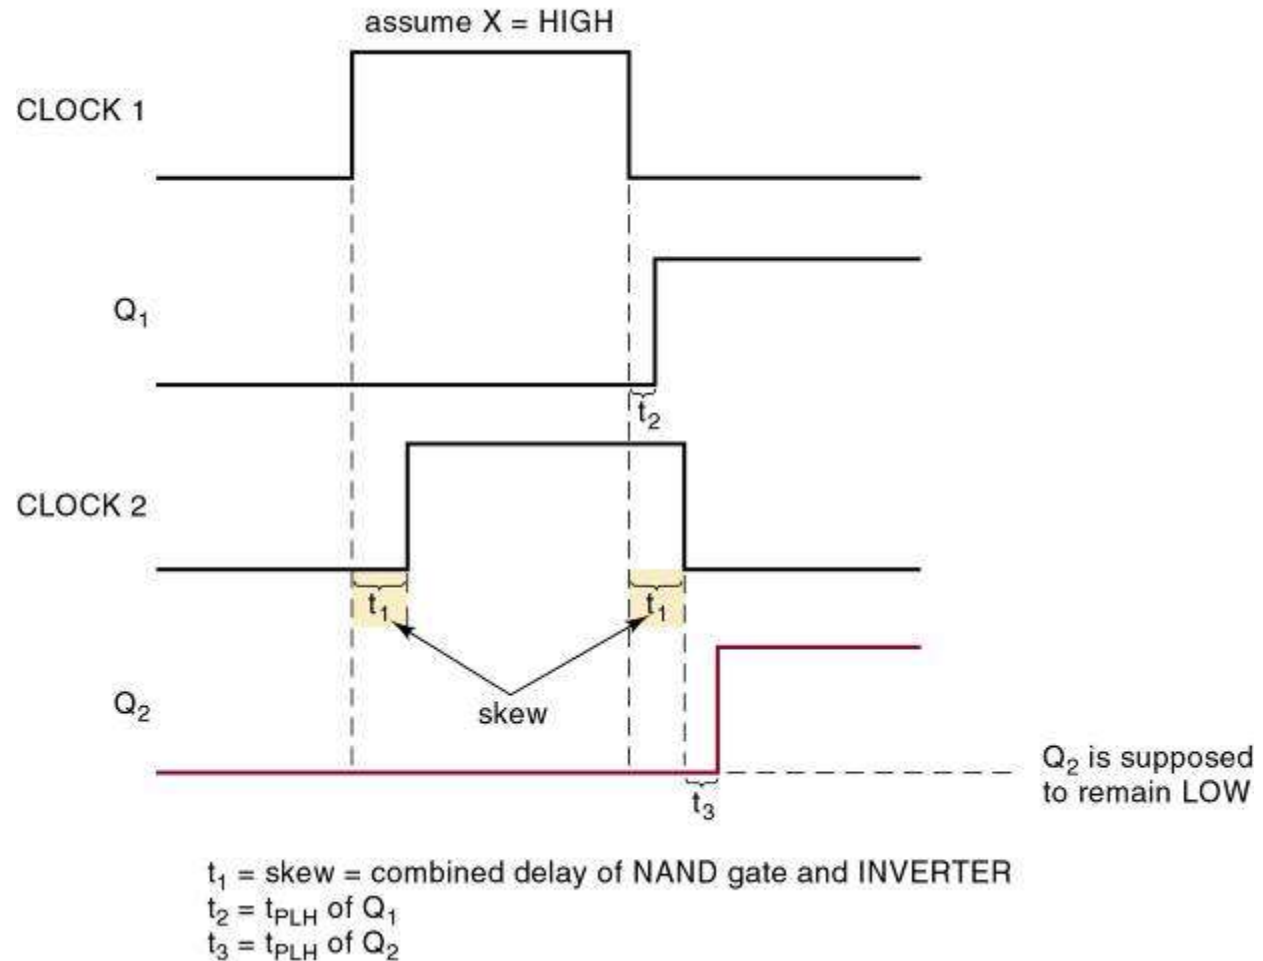 assume X = HIGH
CLOCK 1
Q₁
t₂
CLOCK 2
t₁
t₁
skew
Q₂
t₃
Q₂ is supposed
to remain LOW
t₁ = skew = combined delay of NAND gate and INVERTER
t₂ = tPLH of Q₁
t₃ = tPLH of Q₂